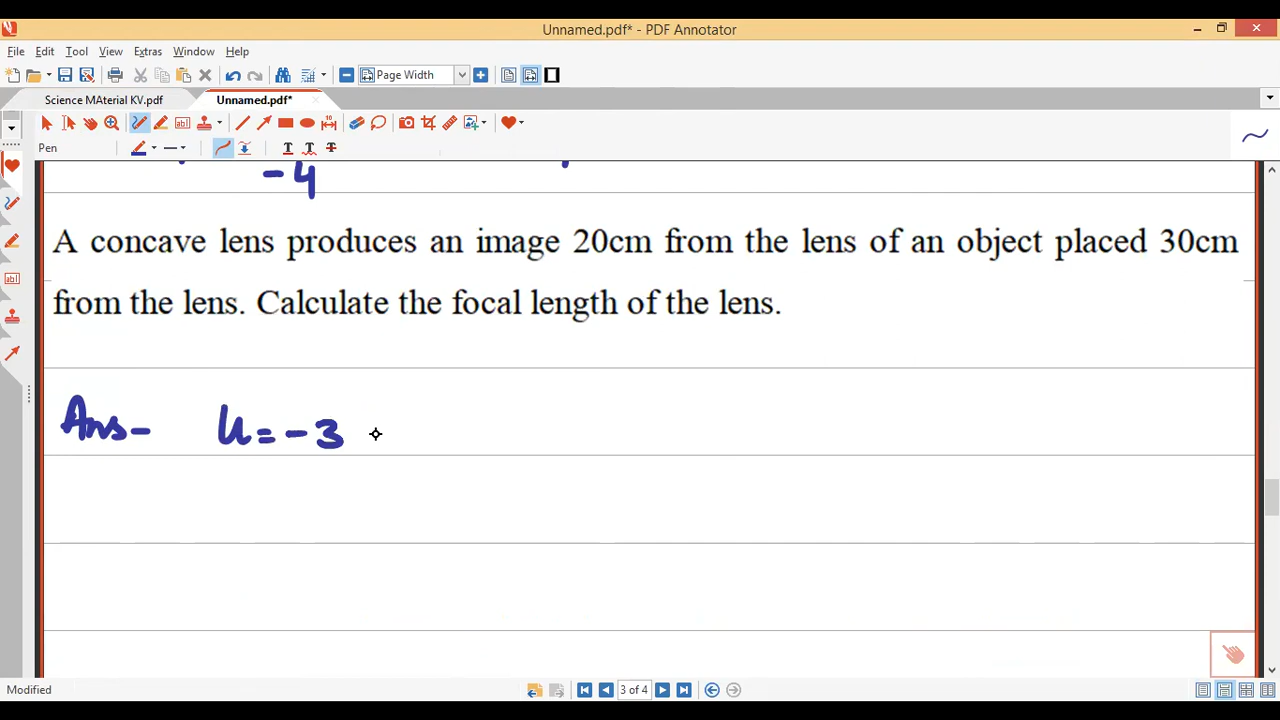 Unnamed.pdf* - PDF Annotator
File Edit Tool View Extras Window Help
Page Width
Science MAterial KV.pdf Unnamed.pdf*
Pen
-4
A concave lens produces an image 20cm from the lens of an object placed 30cm
from the lens. Calculate the focal length of the lens.
Ans- u = -3
Modified
3 of 4